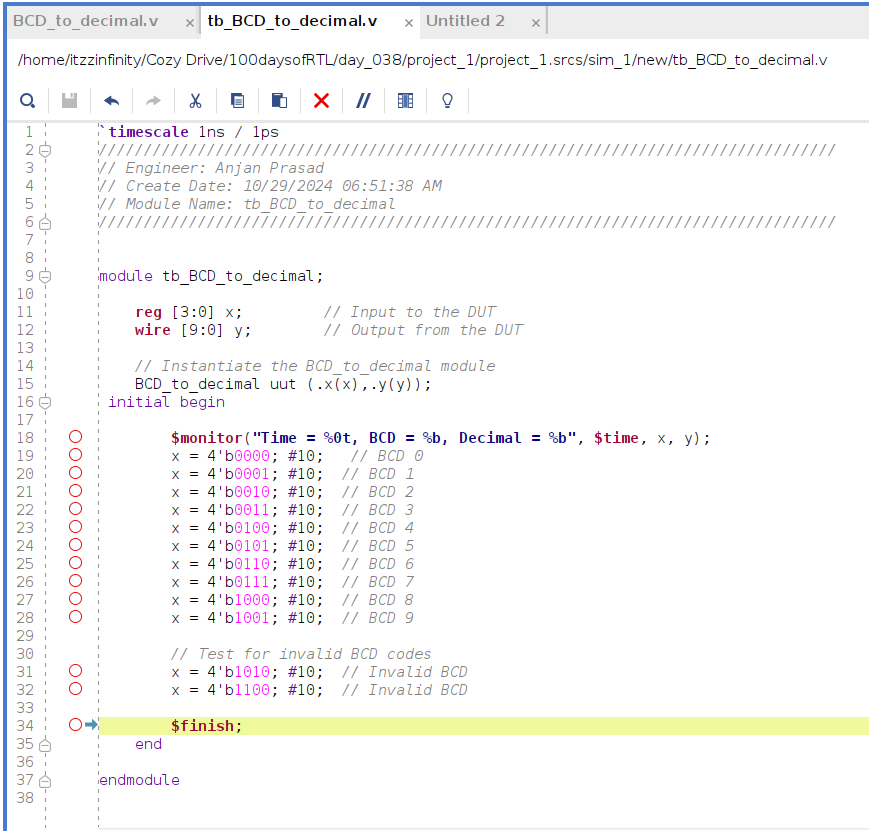 BCD_to_decimal.v × tb_BCD_to_decimal.v × Untitled 2 ×
/home/itzzinfinity/Cozy Drive/100daysofRTL/day_038/project_1/project_1.srcs/sim_1/new/tb_BCD_to_decimal.v
1 `timescale 1ns / 1ps
2 //////////////////////////////////////////////////////////////////////////////////
3 // Engineer: Anjan Prasad
4 // Create Date: 10/29/2024 06:51:38 AM
5 // Module Name: tb_BCD_to_decimal
6 //////////////////////////////////////////////////////////////////////////////////
7
8
9 module tb_BCD_to_decimal;
10
11 reg [3:0] x; // Input to the DUT
12 wire [9:0] y; // Output from the DUT
13
14 // Instantiate the BCD_to_decimal module
15 BCD_to_decimal uut (.x(x),.y(y));
16 initial begin
17
18 $monitor("Time = %0t, BCD = %b, Decimal = %b", $time, x, y);
19 x = 4'b0000; #10; // BCD 0
20 x = 4'b0001; #10; // BCD 1
21 x = 4'b0010; #10; // BCD 2
22 x = 4'b0011; #10; // BCD 3
23 x = 4'b0100; #10; // BCD 4
24 x = 4'b0101; #10; // BCD 5
25 x = 4'b0110; #10; // BCD 6
26 x = 4'b0111; #10; // BCD 7
27 x = 4'b1000; #10; // BCD 8
28 x = 4'b1001; #10; // BCD 9
29
30 // Test for invalid BCD codes
31 x = 4'b1010; #10; // Invalid BCD
32 x = 4'b1100; #10; // Invalid BCD
33
34 $finish;
35 end
36
37 endmodule
38